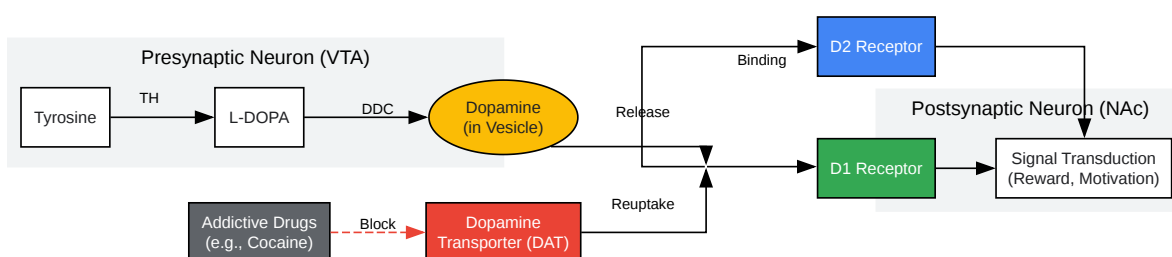 Presynaptic Neuron (VTA)
Tyrosine
TH
L-DOPA
DDC
Dopamine
(in Vesicle)
Release
Binding
D2 Receptor
Postsynaptic Neuron (NAc)
D1 Receptor
Signal Transduction
(Reward, Motivation)
Addictive Drugs
(e.g., Cocaine)
Block
Dopamine
Transporter (DAT)
Reuptake